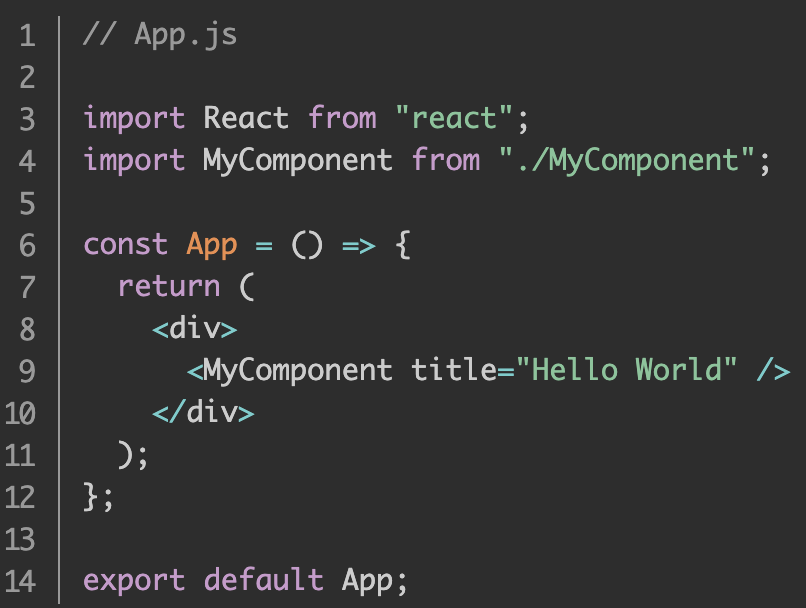 1 // App.js
2
3 import React from "react";
4 import MyComponent from "./MyComponent";
5
6 const App = () => {
7   return (
8     <div>
9       <MyComponent title="Hello World" />
10     </div>
11   );
12 };
13
14 export default App;